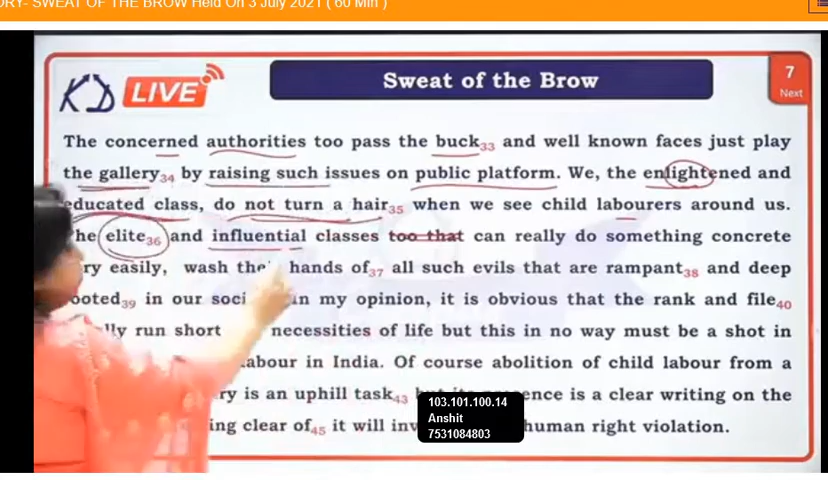 ORY- SWEAT OF THE BROW Held On 3 July 2021 ( 60 Min )
KD LIVE
Sweat of the Brow
7
Next
The concerned authorities too pass the buck33 and well known faces just play
the gallery34 by raising such issues on public platform. We, the enlightened and
educated class, do not turn a hair35 when we see child labourers around us.
he elite36 and influential classes too that can really do something concrete
ry easily, wash the hands of37 all such evils that are rampant38 and deep
ooted39 in our soci in my opinion, it is obvious that the rank and file40
lly run short necessities of life but this in no way must be a shot in
labour in India. Of course abolition of child labour from a
ry is an uphill task43 ence is a clear writing on the
ing clear of45 it will inv human right violation.
103.101.100.14
Anshit
7531084803